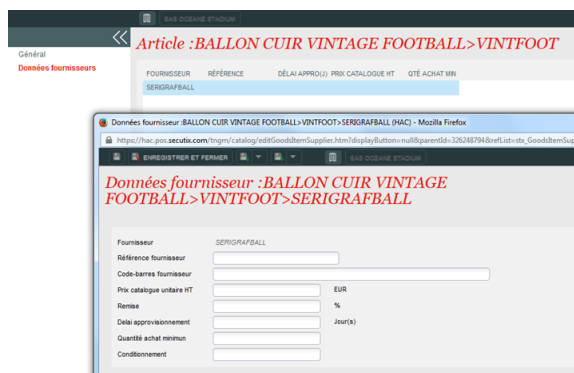 SAS OCEANE STADIUM
Général
Données fournisseurs
Article :BALLON CUIR VINTAGE FOOTBALL>VINTFOOT
FOURNISSEUR RÉFÉRENCE DÉLAI APPRO(J) PRIX CATALOGUE HT QTÉ ACHAT MIN
SERIGRAFBALL
Données fournisseur :BALLON CUIR VINTAGE FOOTBALL>VINTFOOT>SERIGRAFBALL (HAC) - Mozilla Firefox
https://hac.pos.secutix.com/tngm/catalog/editGoodsItemSupplier.htm?displayButton=null&parentId=326248794&refList=stx_GoodsItemSup
ENREGISTRER ET FERMER SAS OCEANE STADIUM
Données fournisseur :BALLON CUIR VINTAGE
FOOTBALL>VINTFOOT>SERIGRAFBALL
Fournisseur SERIGRAFBALL
Référence fournisseur
Code-barres fournisseur
Prix catalogue unitaire HT EUR
Remise %
Delai approvisionnement Jour(s)
Quantité achat minimun
Conditionnement